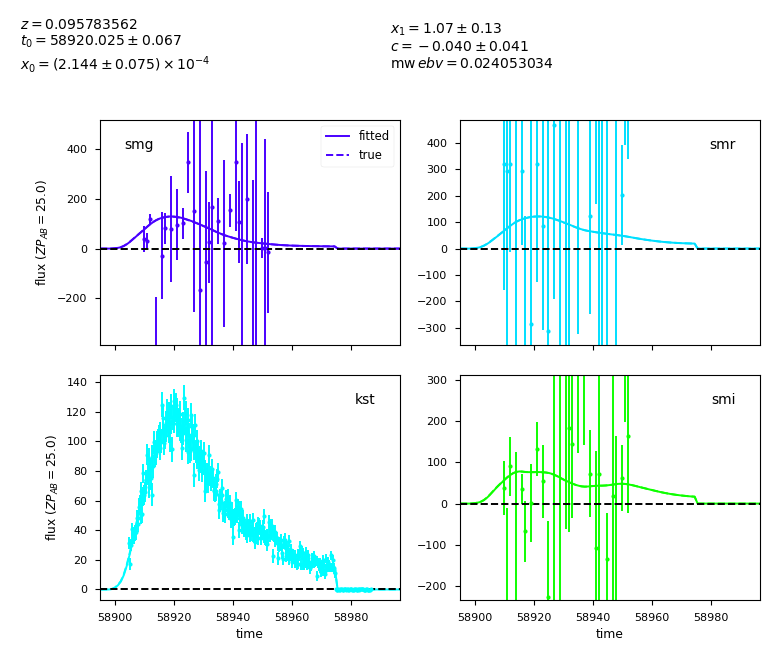 z = 0.095783562
t₀ = 58920.025 ± 0.067
x₀ = (2.144 ± 0.075) × 10⁻⁴
x₁ = 1.07 ± 0.13
c = −0.040 ± 0.041
mw ebv = 0.024053034
smg
fitted
true
400
200
0
−200
flux (ZP_AB = 25.0)
smr
400
300
200
100
0
−100
−200
−300
kst
140
120
100
80
60
40
20
0
flux (ZP_AB = 25.0)
58900 58920 58940 58960 58980
time
smi
300
200
100
0
−100
−200
58900 58920 58940 58960 58980
time